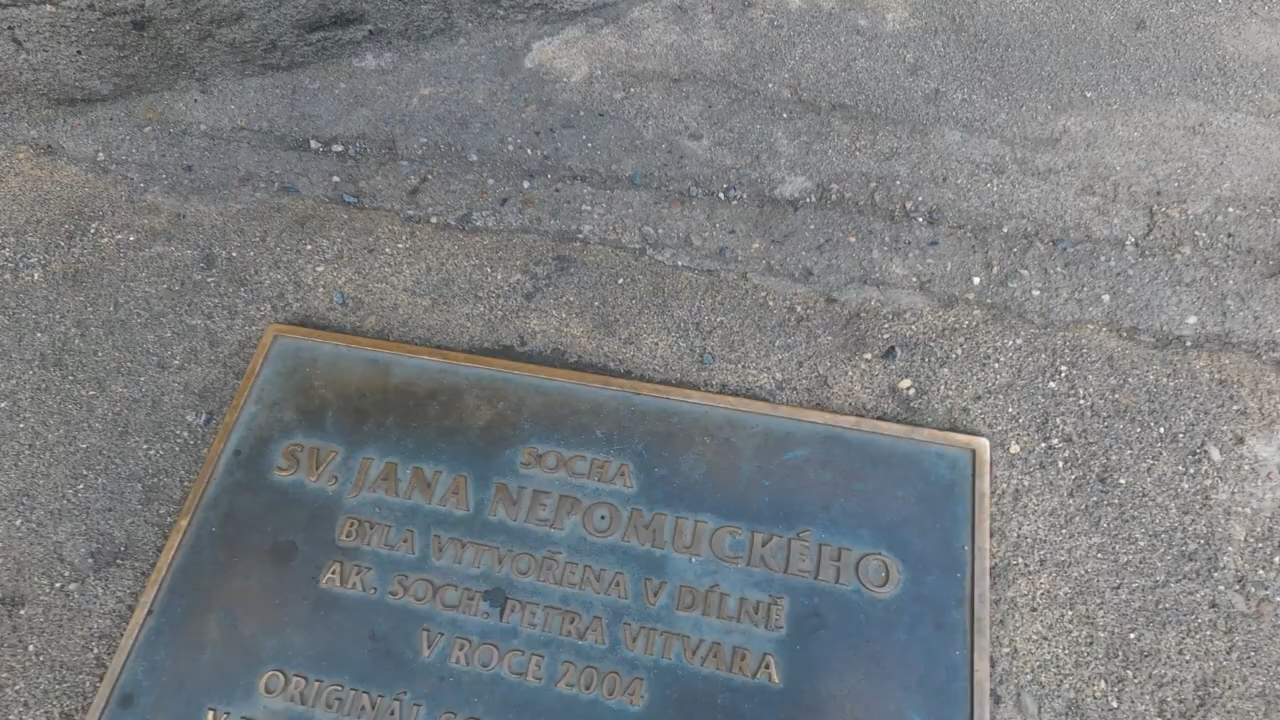 SOCHA
SV. JANA NEPOMUCKÉHO
BYLA VYTVOŘENA V DÍLNĚ
AK. SOCH. PETRA VITVARA
V ROCE 2004
ORIGINÁL